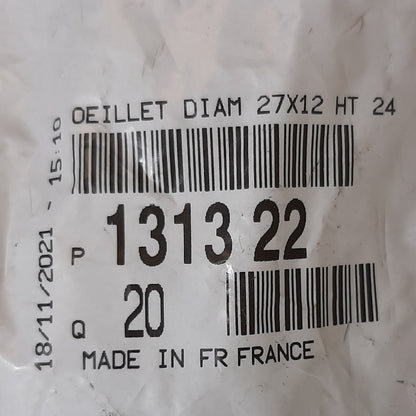 OEILLET DIAM 27X12 HT 24
P 1313 22
Q 20
MADE IN FR FRANCE
18/11/2021 - 15:10